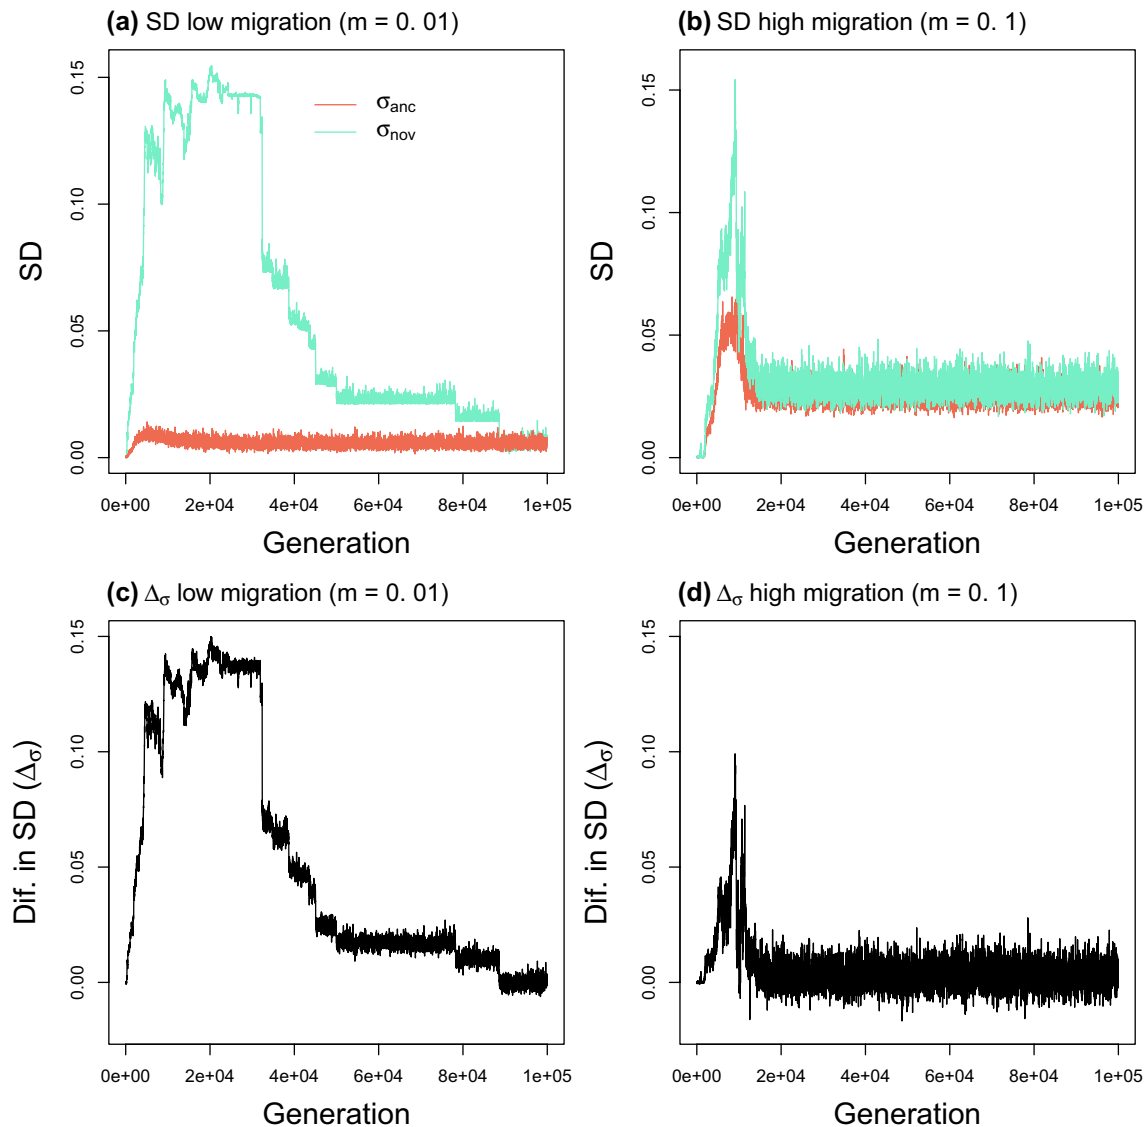 (a) SD low migration (m = 0. 01)
(b) SD high migration (m = 0. 1)
SD
0.15
0.10
0.05
0.00
σanc
σnov
0e+00 2e+04 4e+04 6e+04 8e+04 1e+05
Generation
SD
0.15
0.10
0.05
0.00
0e+00 2e+04 4e+04 6e+04 8e+04 1e+05
Generation
(c) Δσ low migration (m = 0. 01)
(d) Δσ high migration (m = 0. 1)
Dif. in SD (Δσ)
0.15
0.10
0.05
0.00
0e+00 2e+04 4e+04 6e+04 8e+04 1e+05
Generation
Dif. in SD (Δσ)
0.15
0.10
0.05
0.00
0e+00 2e+04 4e+04 6e+04 8e+04 1e+05
Generation